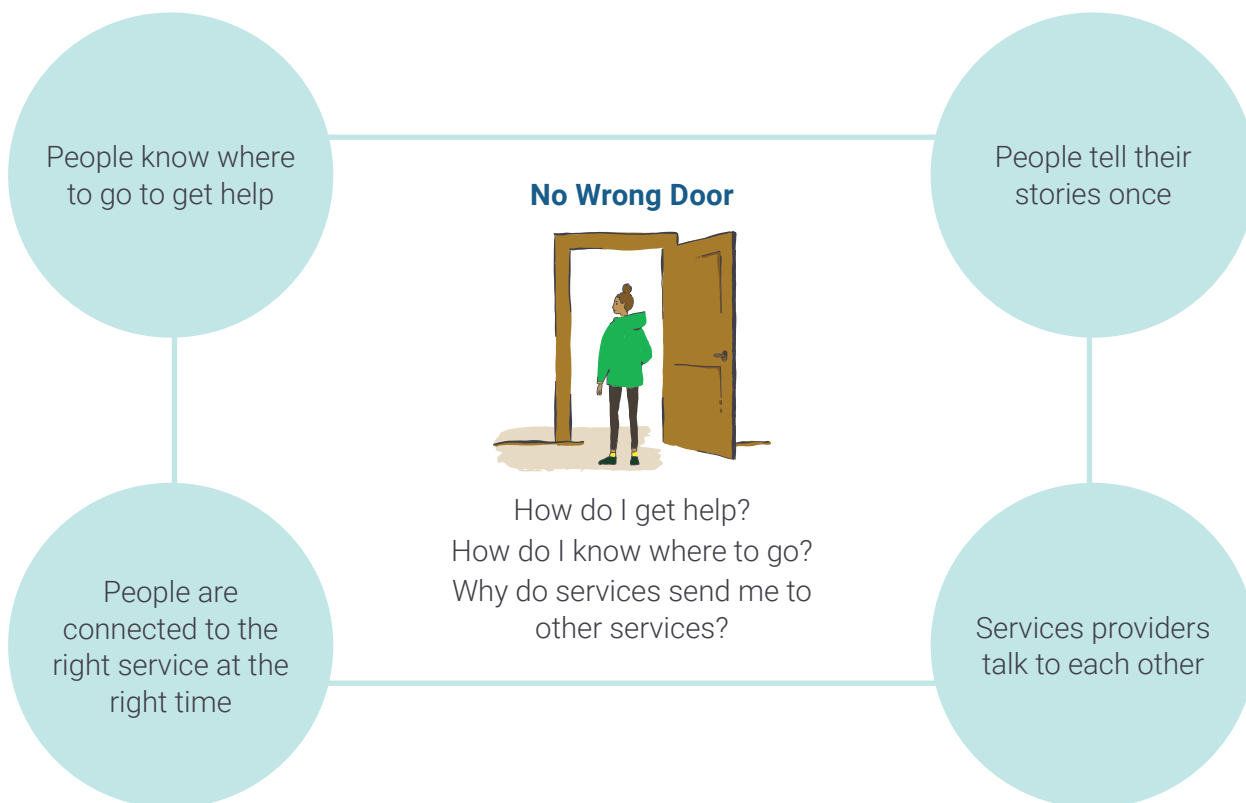 People know where
to go to get help
People tell their
stories once
No Wrong Door
How do I get help?
How do I know where to go?
Why do services send me to
other services?
People are
connected to the
right service at the
right time
Services providers
talk to each other